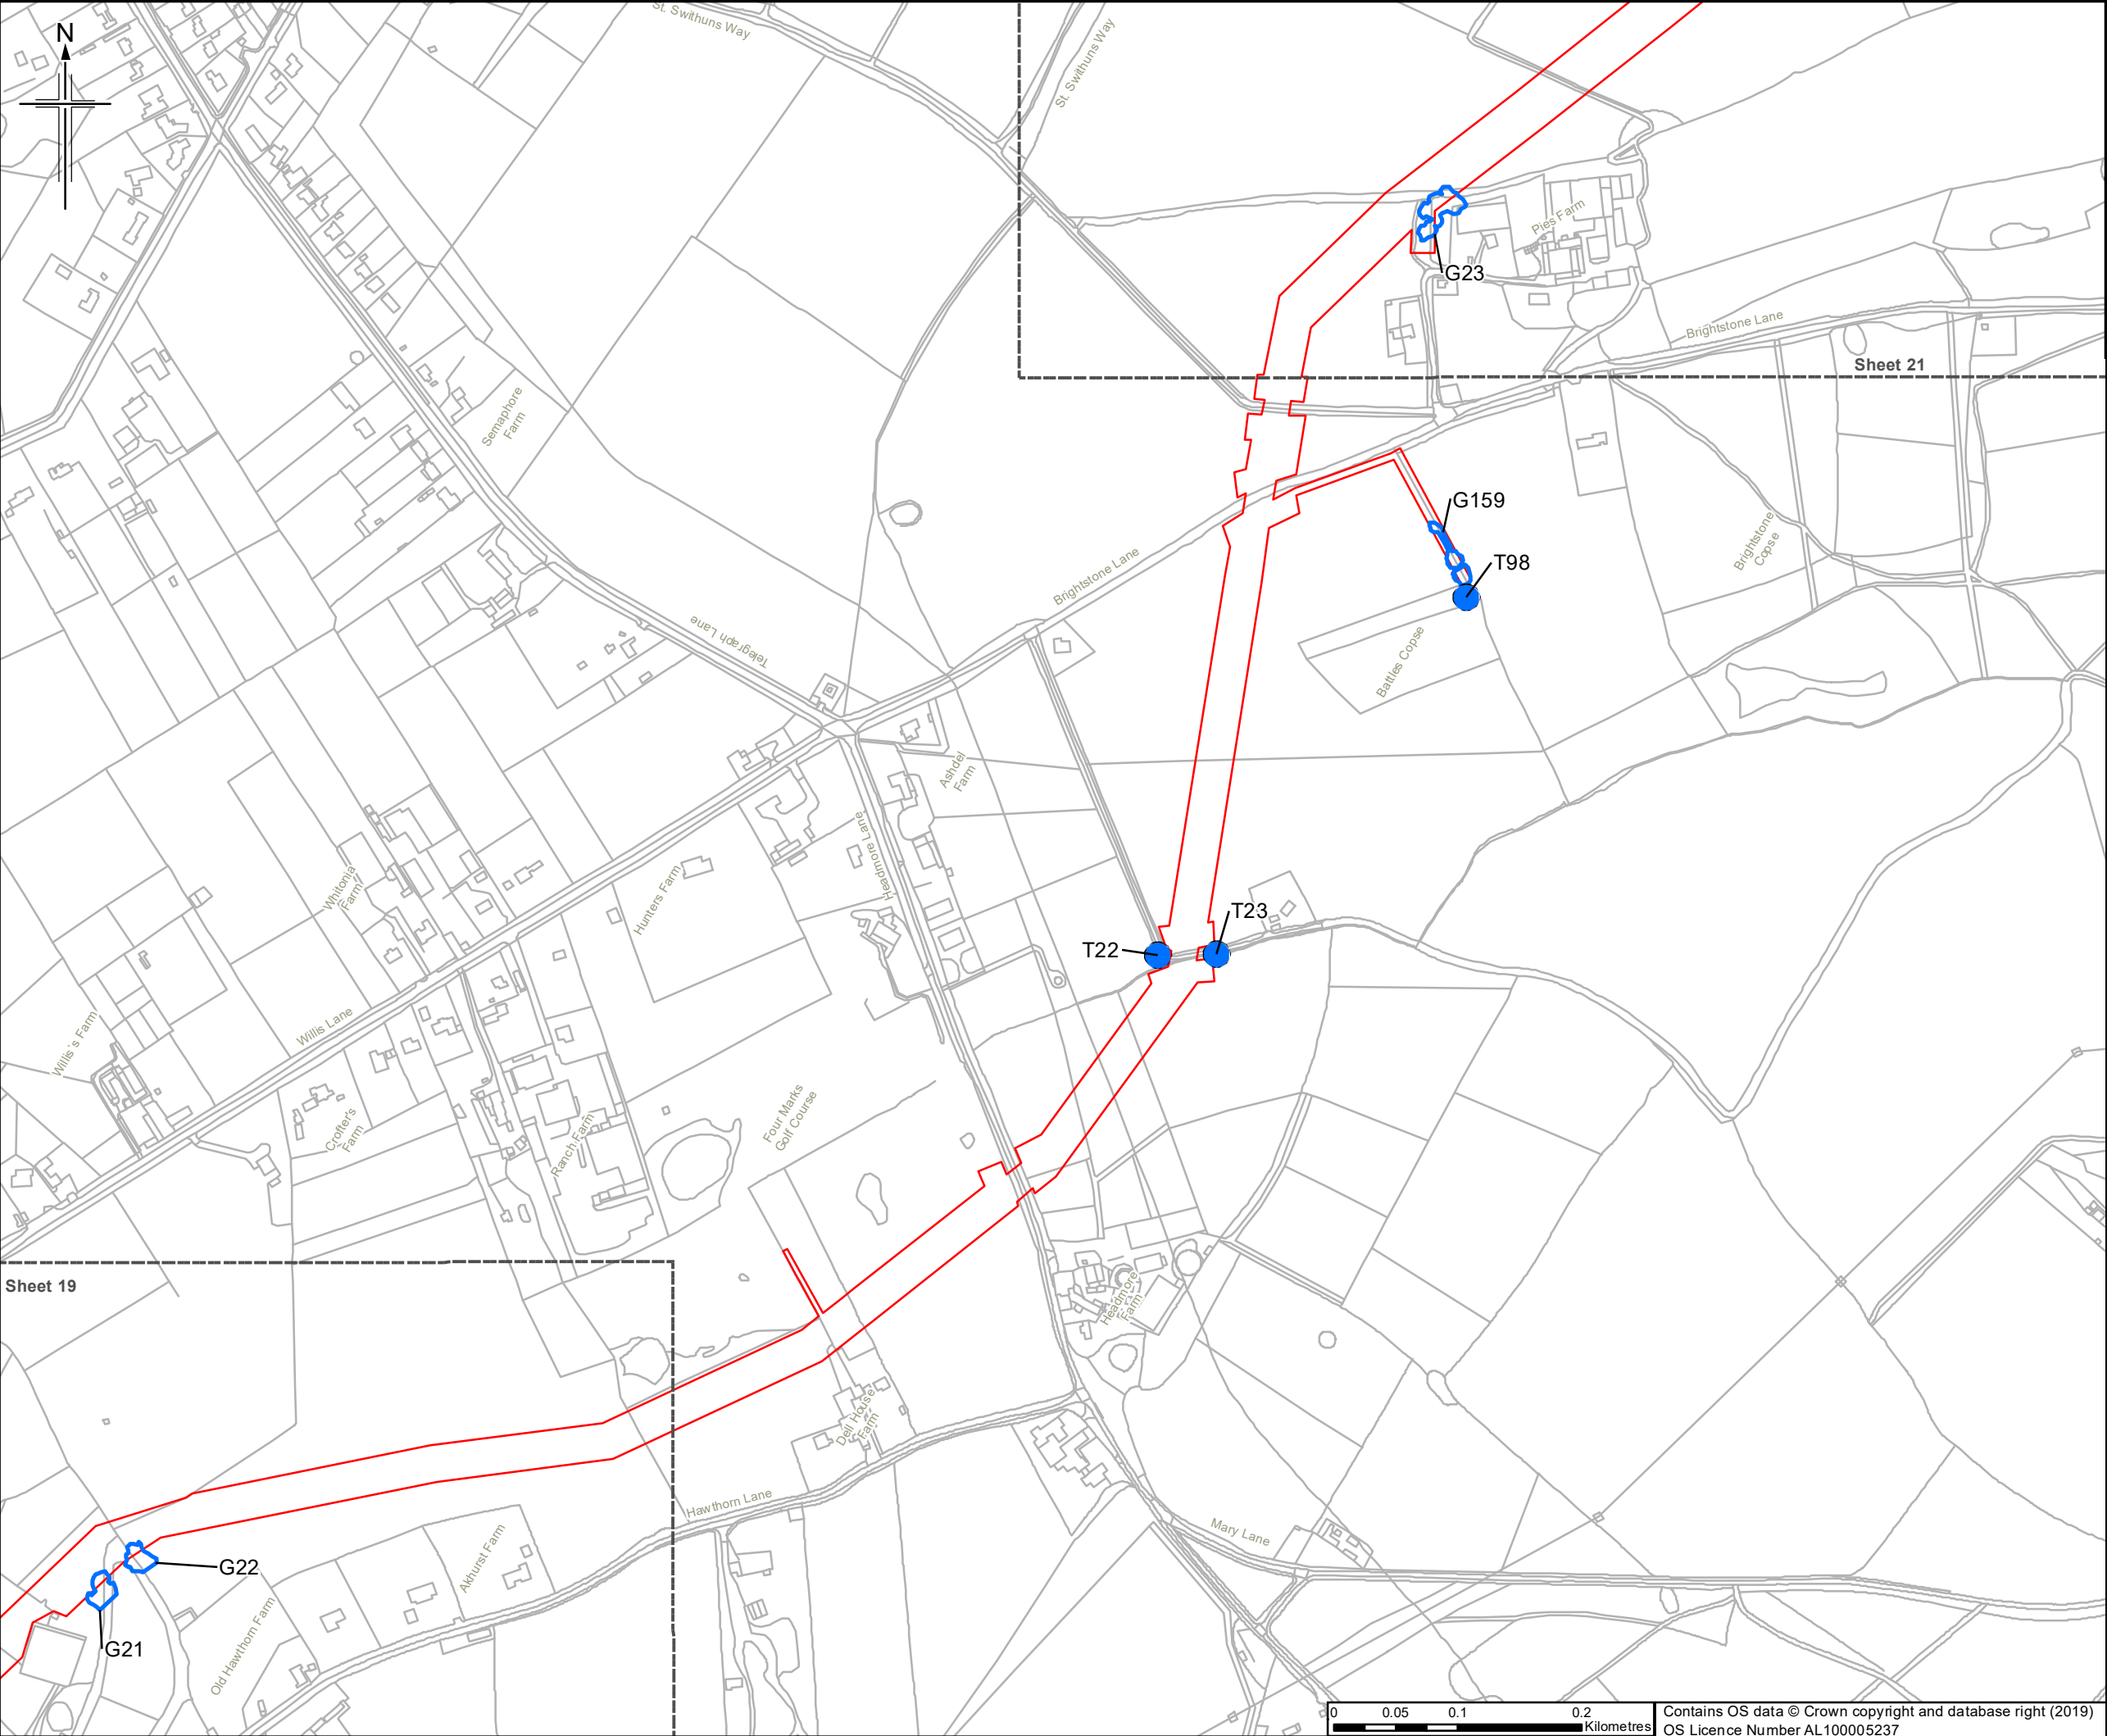 St. Swithuns Way
N
St. Swithuns Way
Pies Farm
G23
Brightstone Lane
Sheet 21
Semaphore
Farm
G159
Brightstone
Copse
T98
Brightstone Lane
Telegraph Lane
Battles Copse
Ashdel
Farm
Headmore Lane
Whitonia
Farm
Hunters Farm
T23
T22
Willis Lane
Willis's Farm
Crofter's
Farm
Ranch Farm
Four Marks
Golf Course
Sheet 19
Headmore
Farm
Dell House
Farm
Hawthorn Lane
Mary Lane
Akhurst Farm
G22
Old Hawthorn Farm
G21
0 0.05 0.1 0.2
Kilometres
Contains OS data © Crown copyright and database right (2019)
OS Licence Number AL100005237